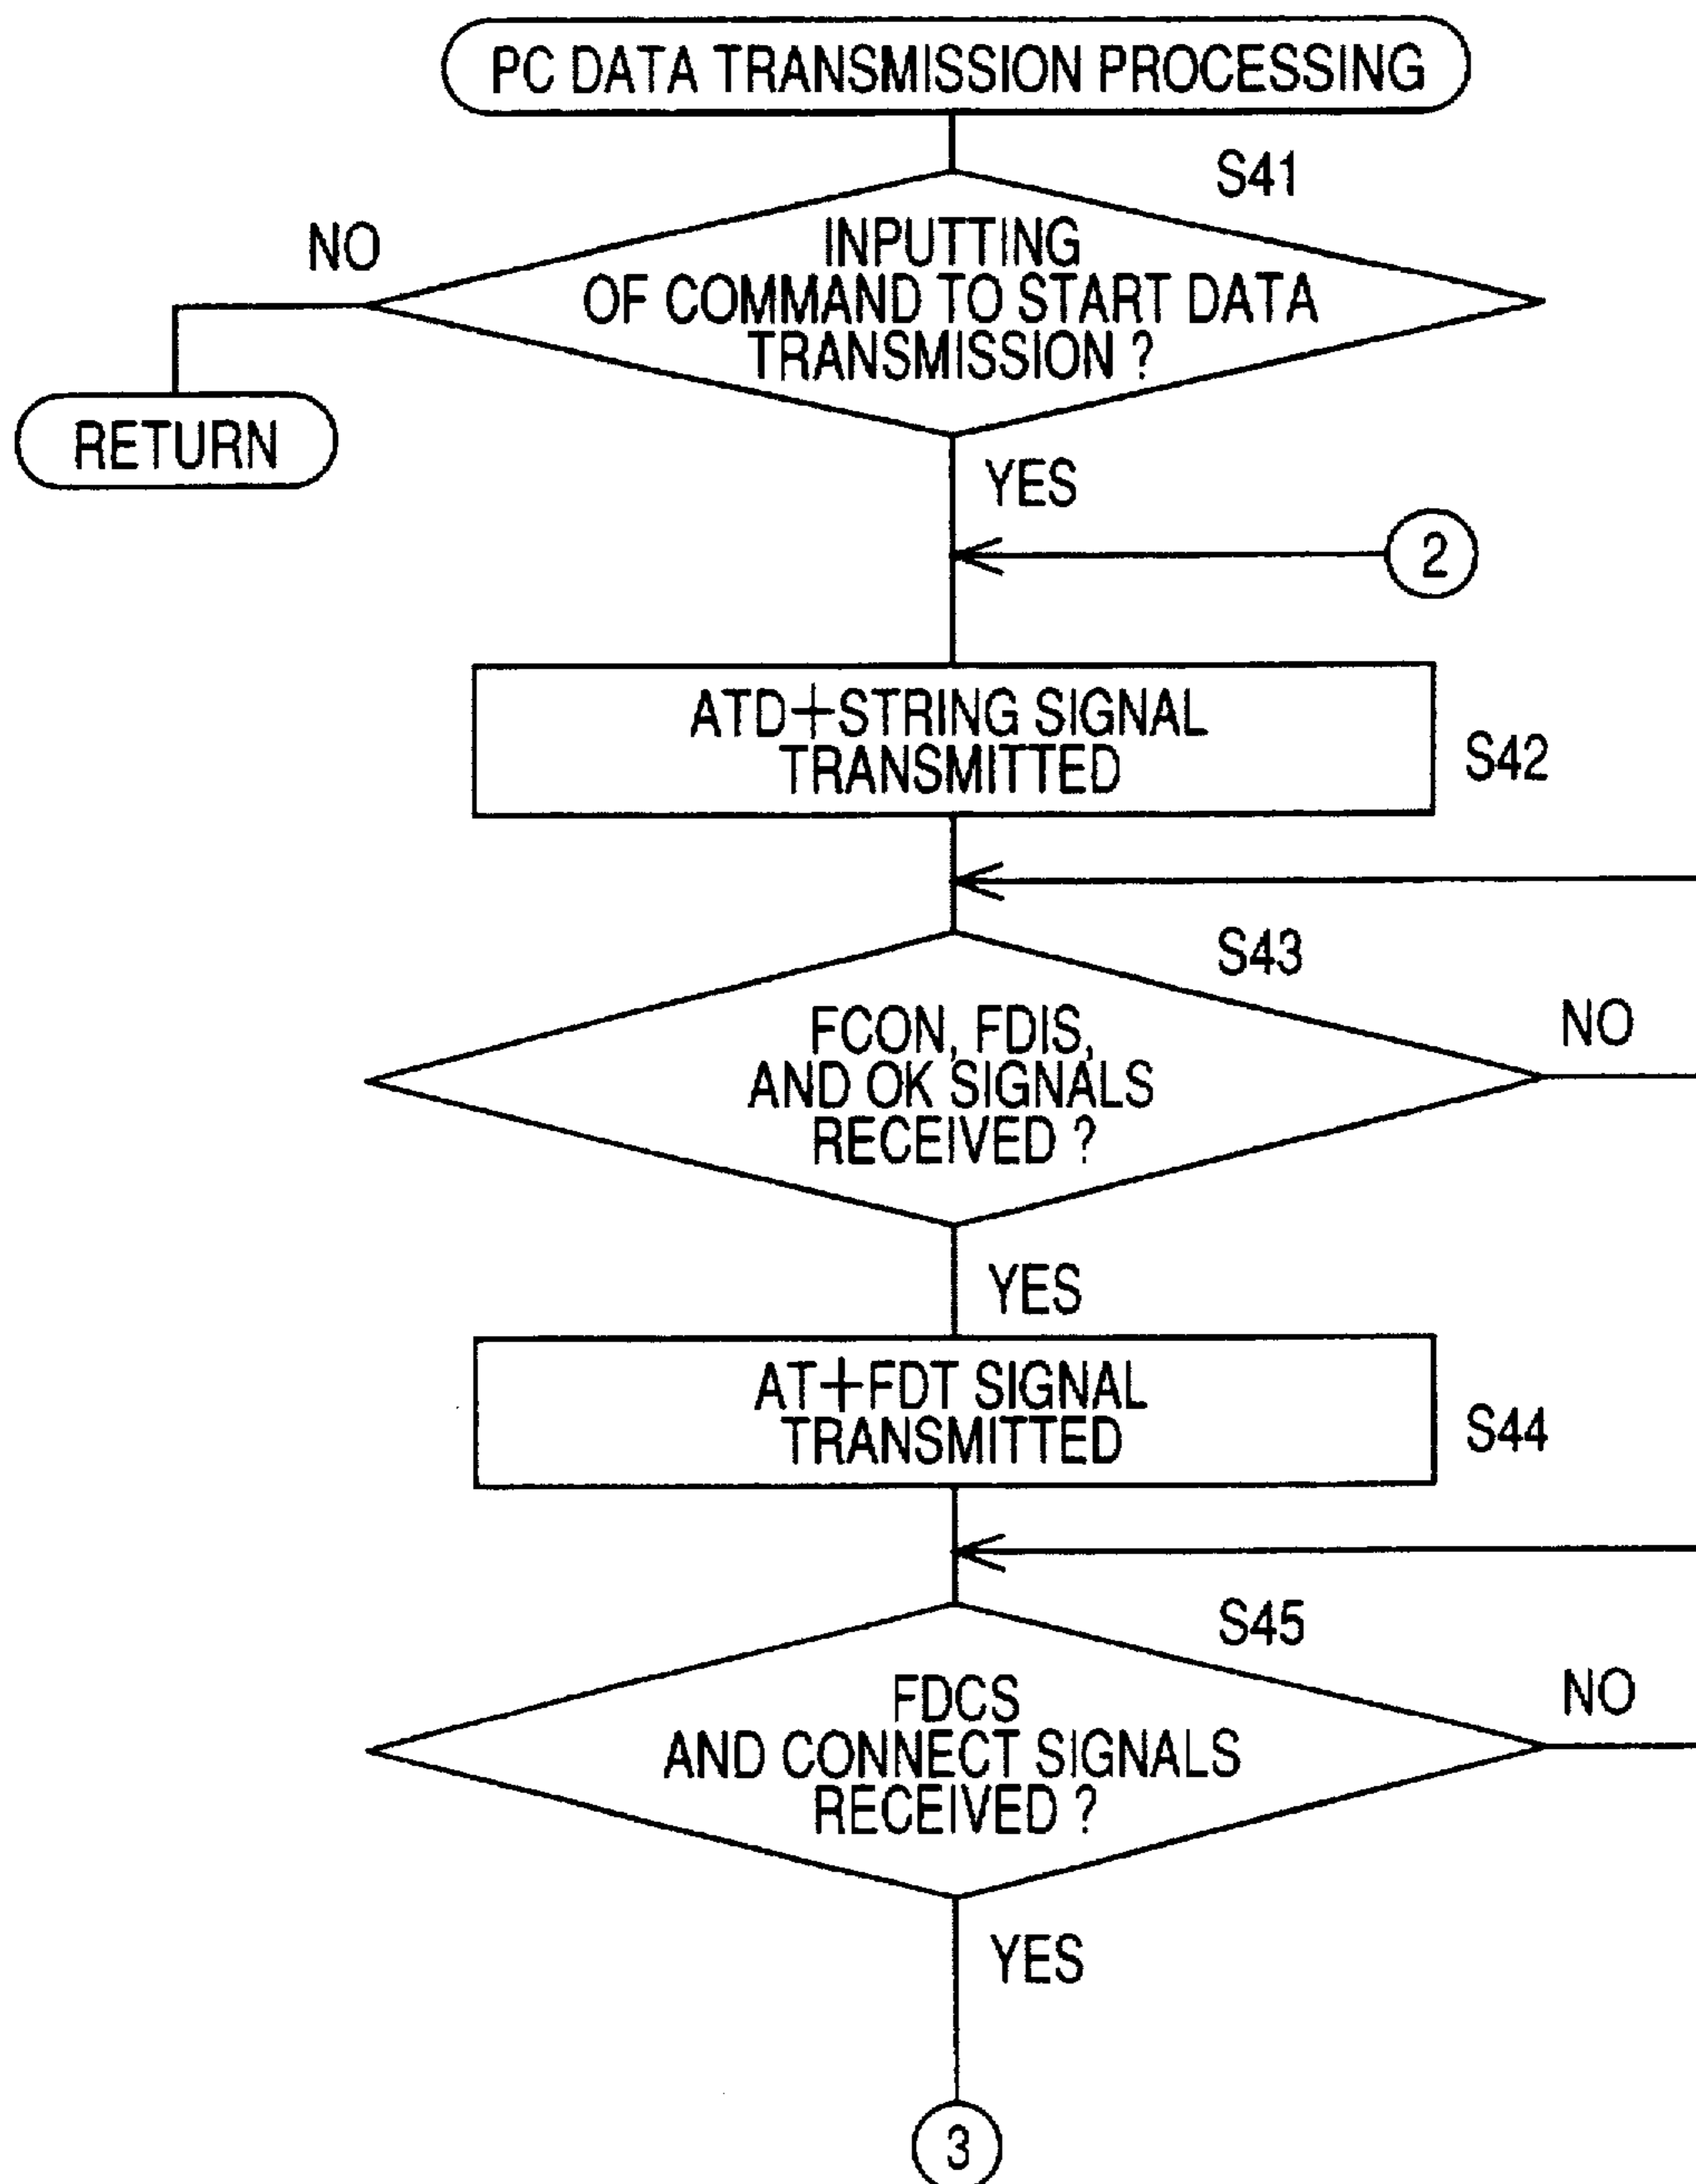 PC DATA TRANSMISSION PROCESSING
S41
NO
INPUTTING
OF COMMAND TO START DATA
TRANSMISSION ?
RETURN
YES
2
ATD+STRING SIGNAL
TRANSMITTED
S42
S43
FCON, FDIS,
AND OK SIGNALS
RECEIVED ?
NO
YES
AT+FDT SIGNAL
TRANSMITTED
S44
S45
FDCS
AND CONNECT SIGNALS
RECEIVED ?
NO
YES
3